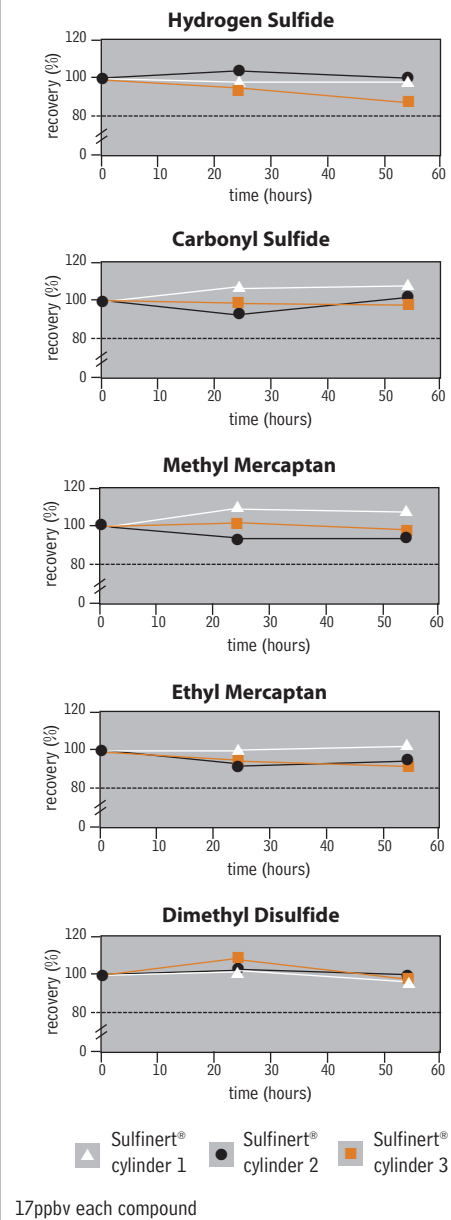 Hydrogen Sulfide
recovery (%)
120
100
80
0
0 10 20 30 40 50 60
time (hours)
Carbonyl Sulfide
recovery (%)
120
100
80
0
0 10 20 30 40 50 60
time (hours)
Methyl Mercaptan
recovery (%)
120
100
80
0
0 10 20 30 40 50 60
time (hours)
Ethyl Mercaptan
recovery (%)
120
100
80
0
0 10 20 30 40 50 60
time (hours)
Dimethyl Disulfide
recovery (%)
120
100
80
0
0 10 20 30 40 50 60
time (hours)
Sulfinert®
cylinder 1
Sulfinert®
cylinder 2
Sulfinert®
cylinder 3
17ppbv each compound